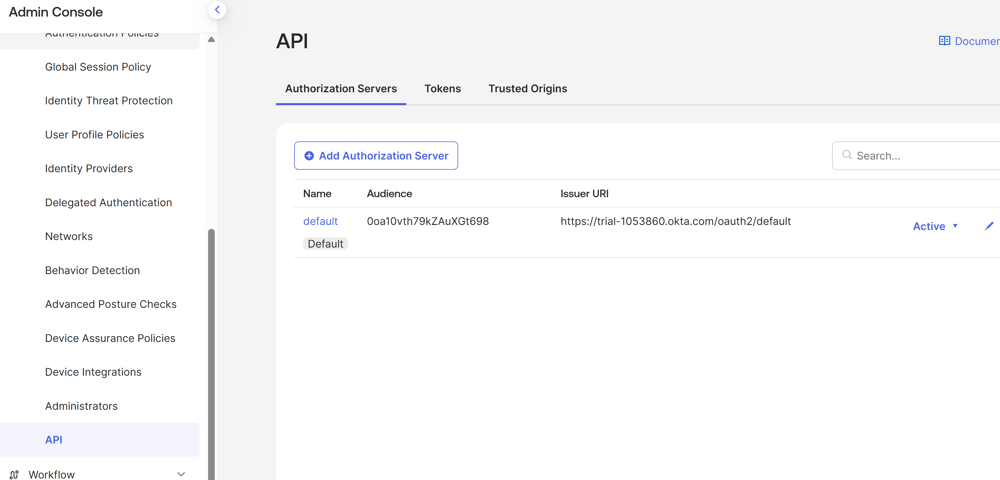 Admin Console
Authentication Policies
Global Session Policy
Identity Threat Protection
User Profile Policies
Identity Providers
Delegated Authentication
Networks
Behavior Detection
Advanced Posture Checks
Device Assurance Policies
Device Integrations
Administrators
API
Workflow
API
Documen
Authorization Servers Tokens Trusted Origins
Add Authorization Server
Search...
Name Audience Issuer URI
default 0oa10vth79kZAuXGt698 https://trial-1053860.okta.com/oauth2/default Active
Default